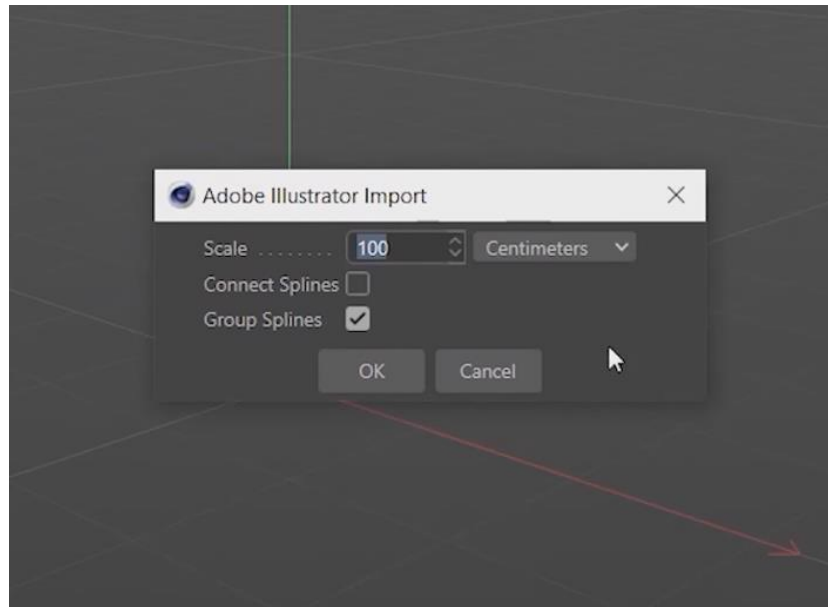 Adobe Illustrator Import
Scale ........ 100 Centimeters
Connect Splines
Group Splines
OK Cancel